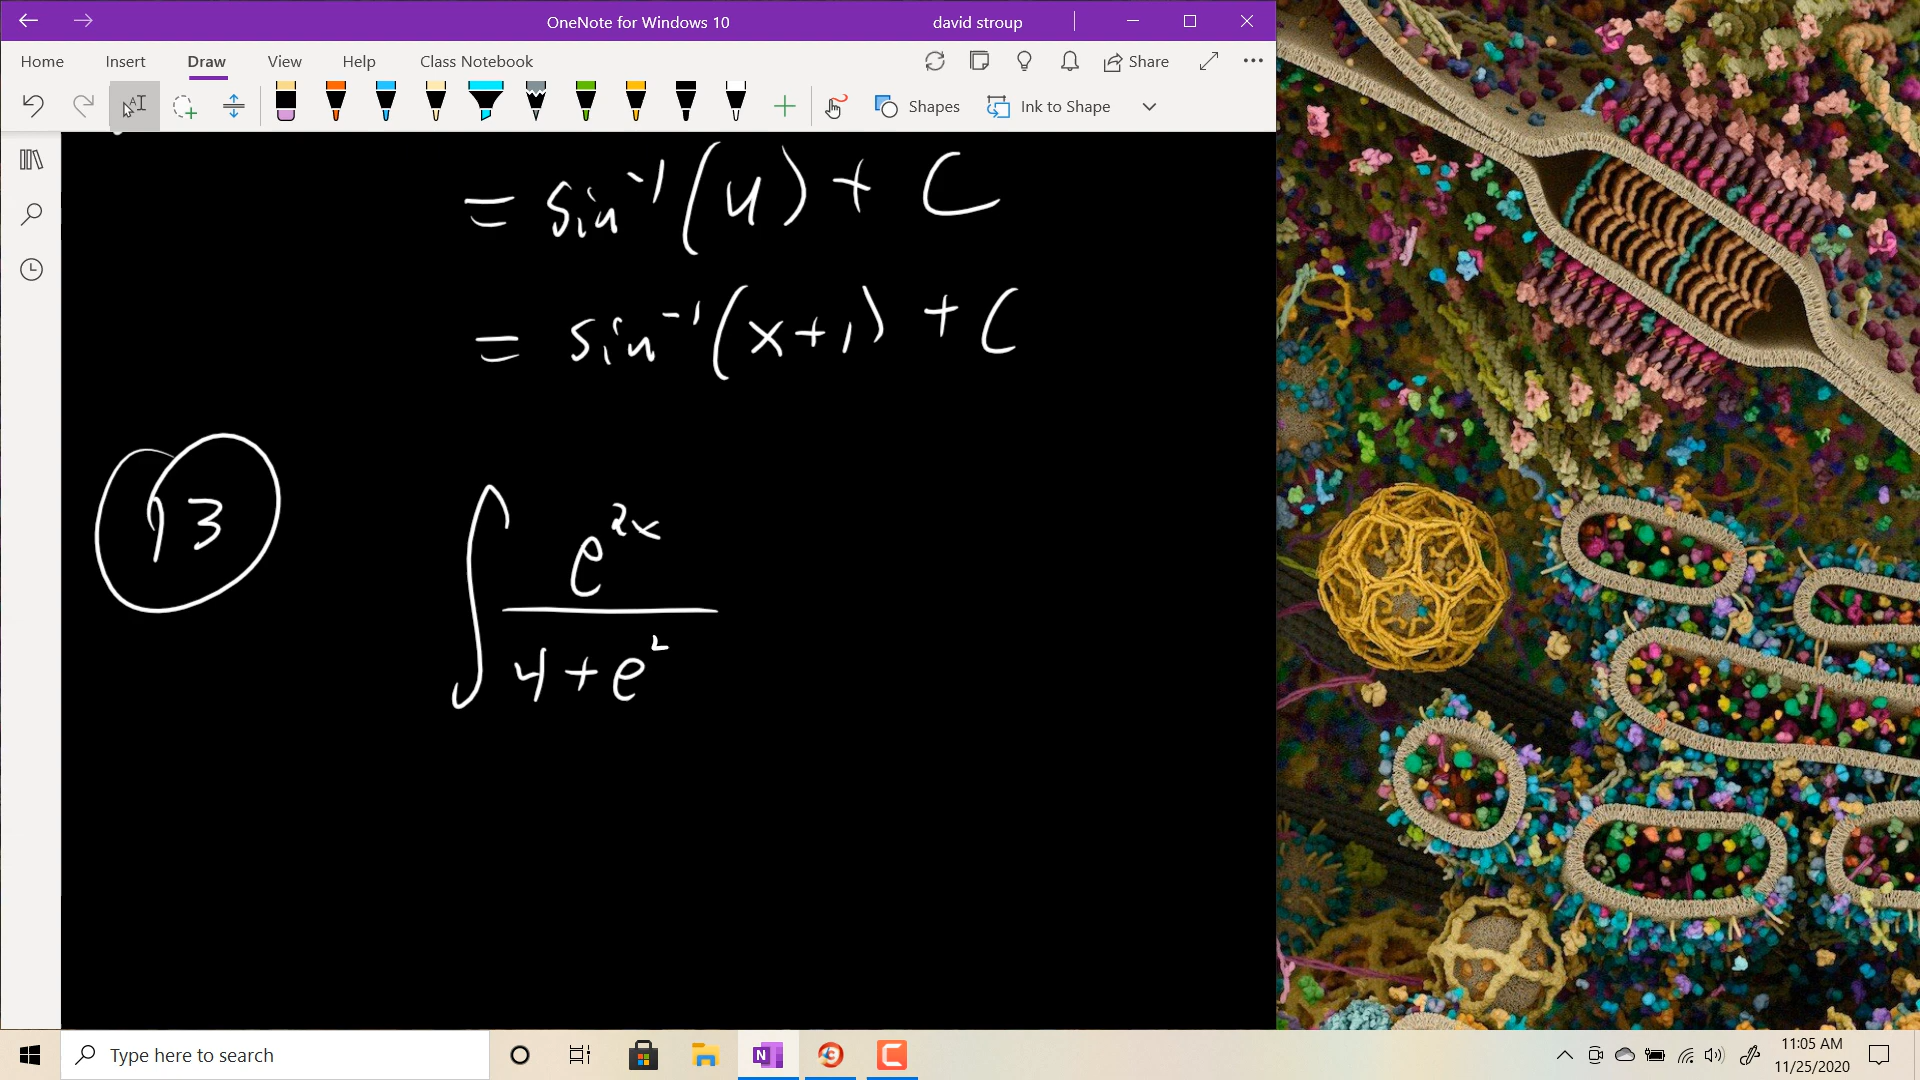 OneNote for Windows 10
david stroup
Home Insert Draw View Help Class Notebook
Share
Shapes Ink to Shape
= sin⁻¹(u) + C
= sin⁻¹(x+1) + C
13
∫ e^{2x} / 4 + e^2
Type here to search
11:05 AM
11/25/2020